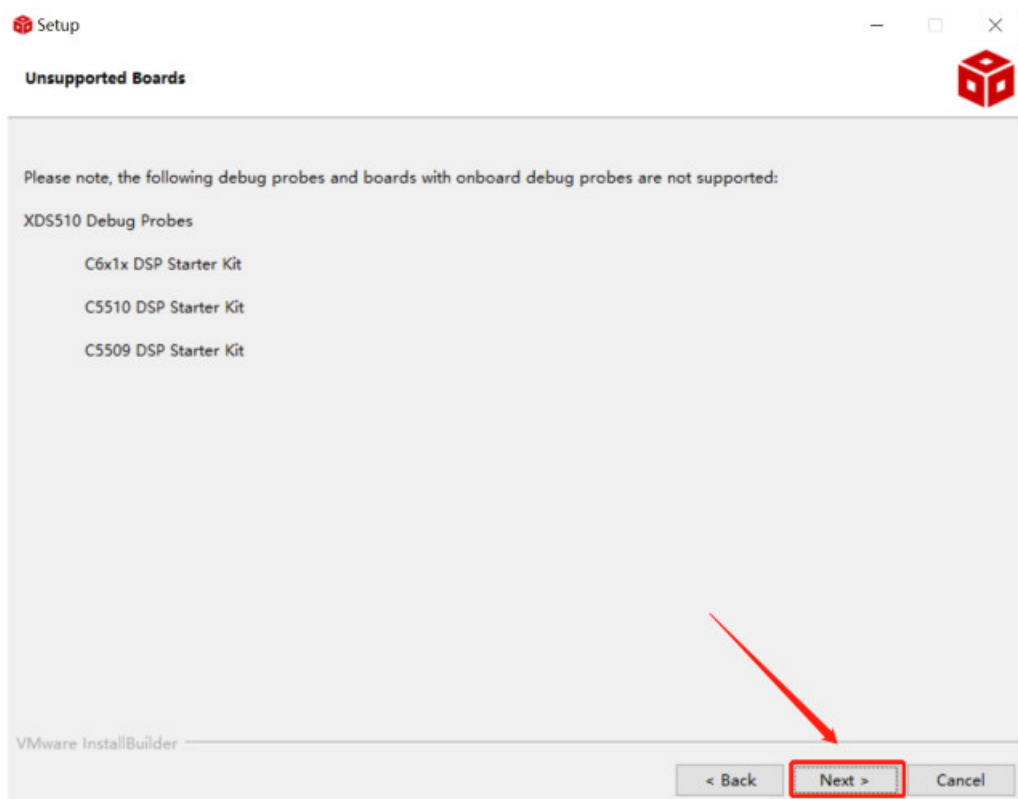 Setup
Unsupported Boards
Please note, the following debug probes and boards with onboard debug probes are not supported:
XDS510 Debug Probes
C6x1x DSP Starter Kit
C5510 DSP Starter Kit
C5509 DSP Starter Kit
VMware InstallBuilder
< Back Next > Cancel